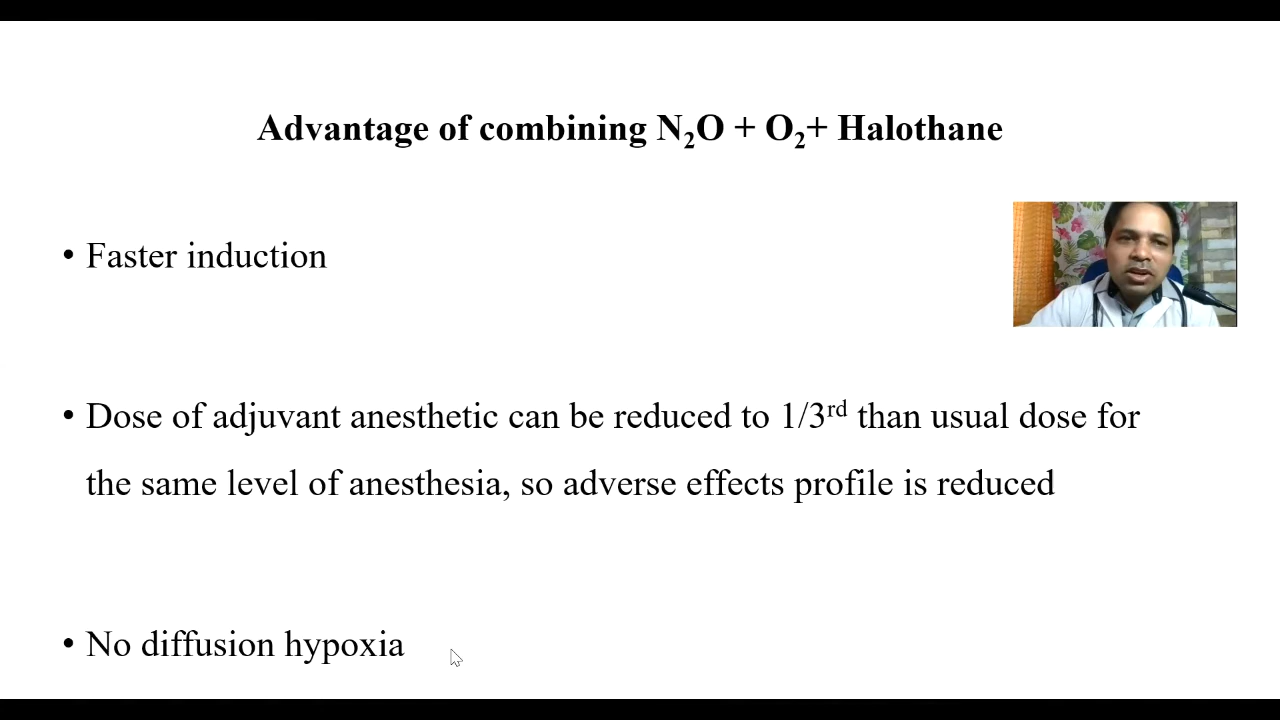 Advantage of combining N₂O + O₂+ Halothane
• Faster induction
• Dose of adjuvant anesthetic can be reduced to 1/3ʳᵈ than usual dose for
the same level of anesthesia, so adverse effects profile is reduced
• No diffusion hypoxia